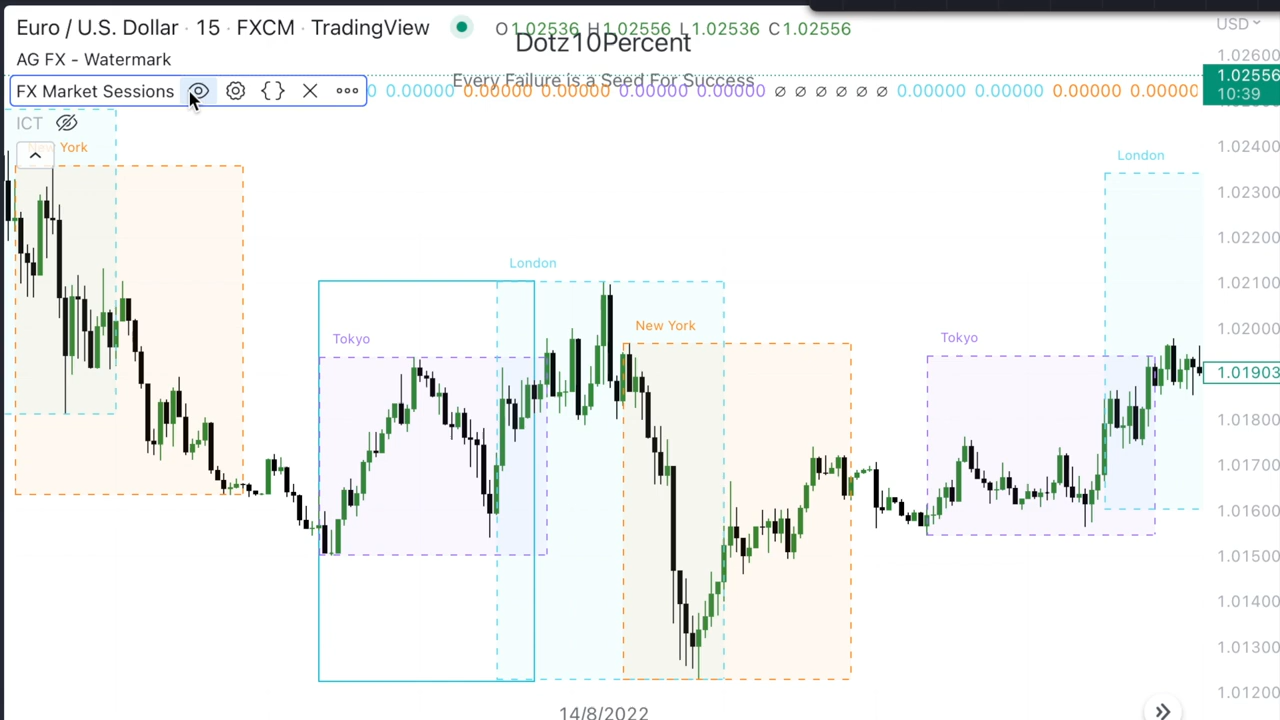 Euro / U.S. Dollar · 15 · FXCM · TradingView O1.02536 H1.02556 L1.02536 C1.02556 USD
Dotz10Percent
AG FX - Watermark
Every Failure is a Seed For Success
FX Market Sessions 0 0.00000 0.00000 0.00000 0.00000 0.00000 ∅ ∅ ∅ ∅ ∅ ∅ 0.00000 0.00000 0.00000 0.00000
1.02600
1.02556
10:39
ICT
New York
London
1.02400
1.02300
1.02200
London
1.02100
Tokyo
New York
Tokyo
1.02000
1.01903
1.01800
1.01700
1.01600
1.01500
1.01400
1.01300
1.01200
14/8/2022